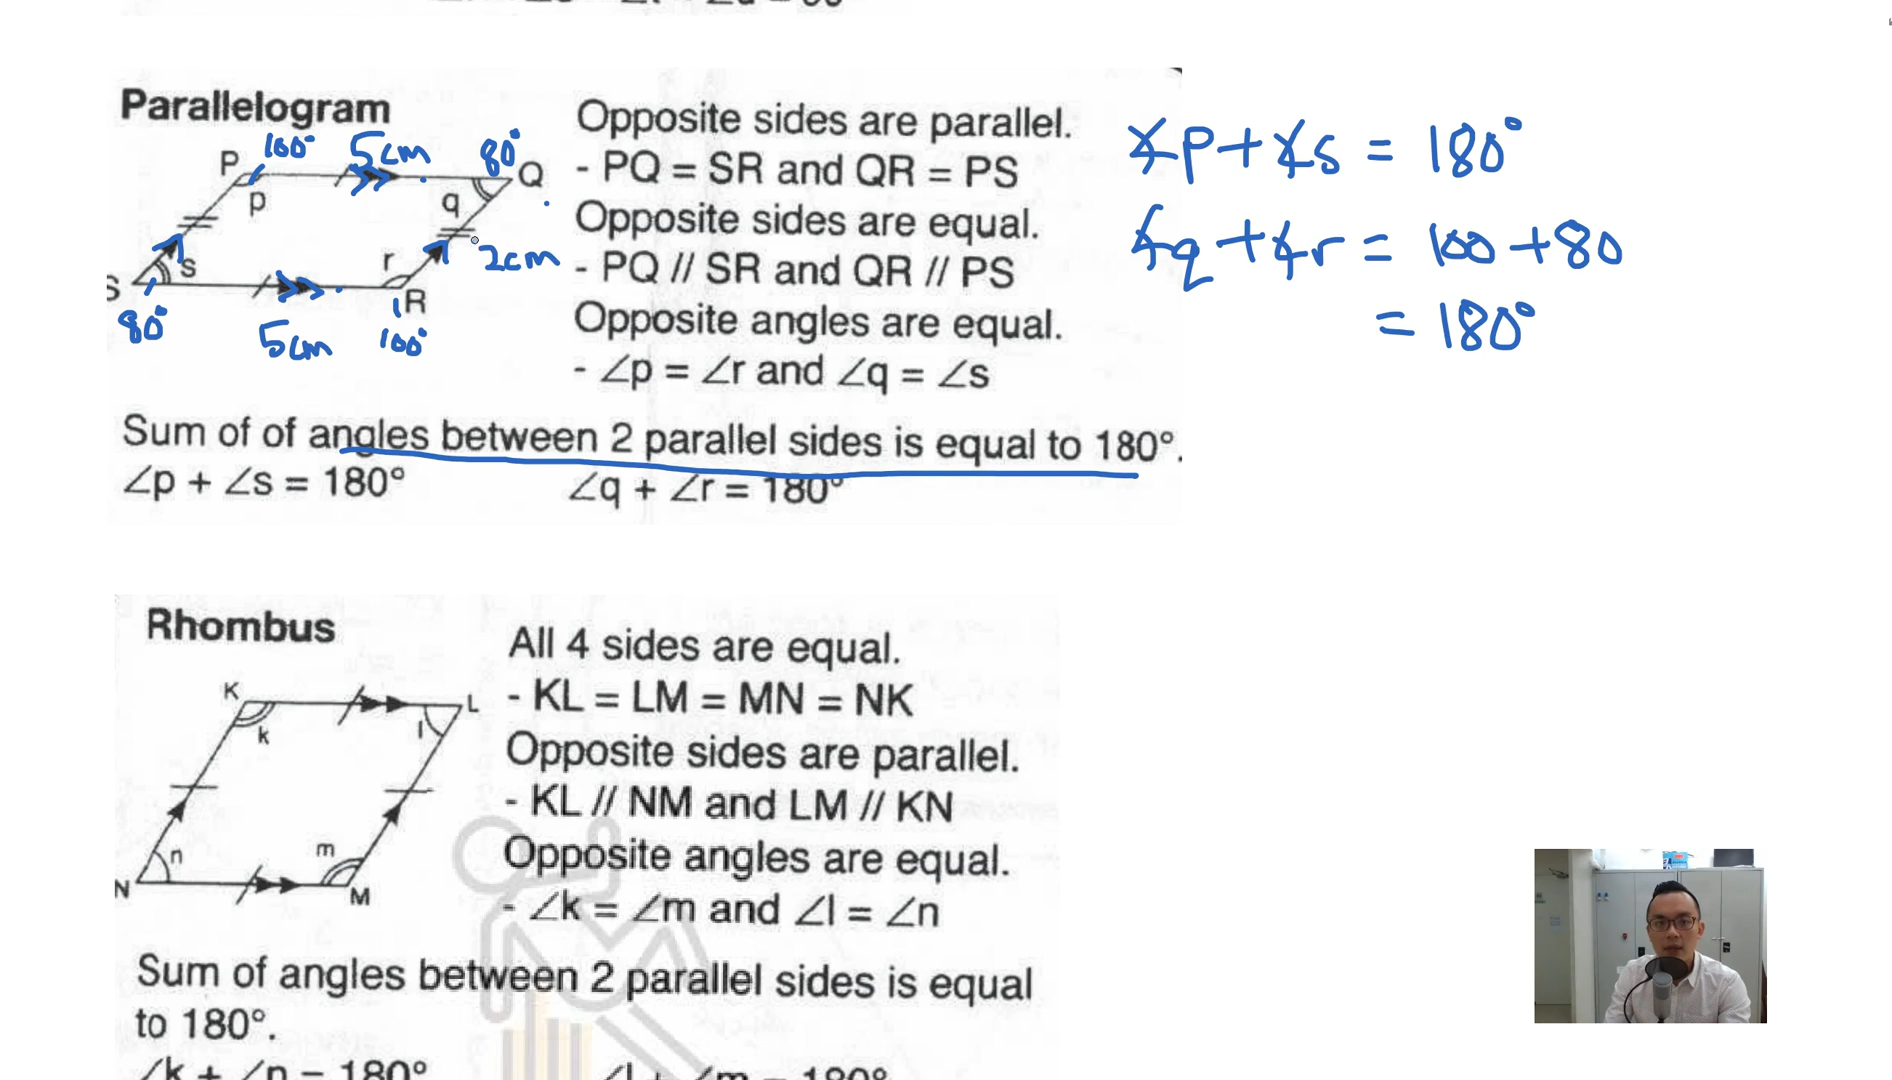 Parallelogram
P 100° 5cm 80° Q
p q
s r 2cm
S R
80° 5cm 100°
Opposite sides are parallel.
- PQ = SR and QR = PS
Opposite sides are equal.
- PQ // SR and QR // PS
Opposite angles are equal.
- ∠p = ∠r and ∠q = ∠s
Sum of of angles between 2 parallel sides is equal to 180°.
∠p + ∠s = 180° ∠q + ∠r = 180°
∡p + ∡s = 180°
∡q + ∡r = 100 + 80
= 180°
Rhombus
K L
k l
n m
N M
All 4 sides are equal.
- KL = LM = MN = NK
Opposite sides are parallel.
- KL // NM and LM // KN
Opposite angles are equal.
- ∠k = ∠m and ∠l = ∠n
Sum of angles between 2 parallel sides is equal
to 180°.
∠k + ∠n = 180° ∠l + ∠m = 180°